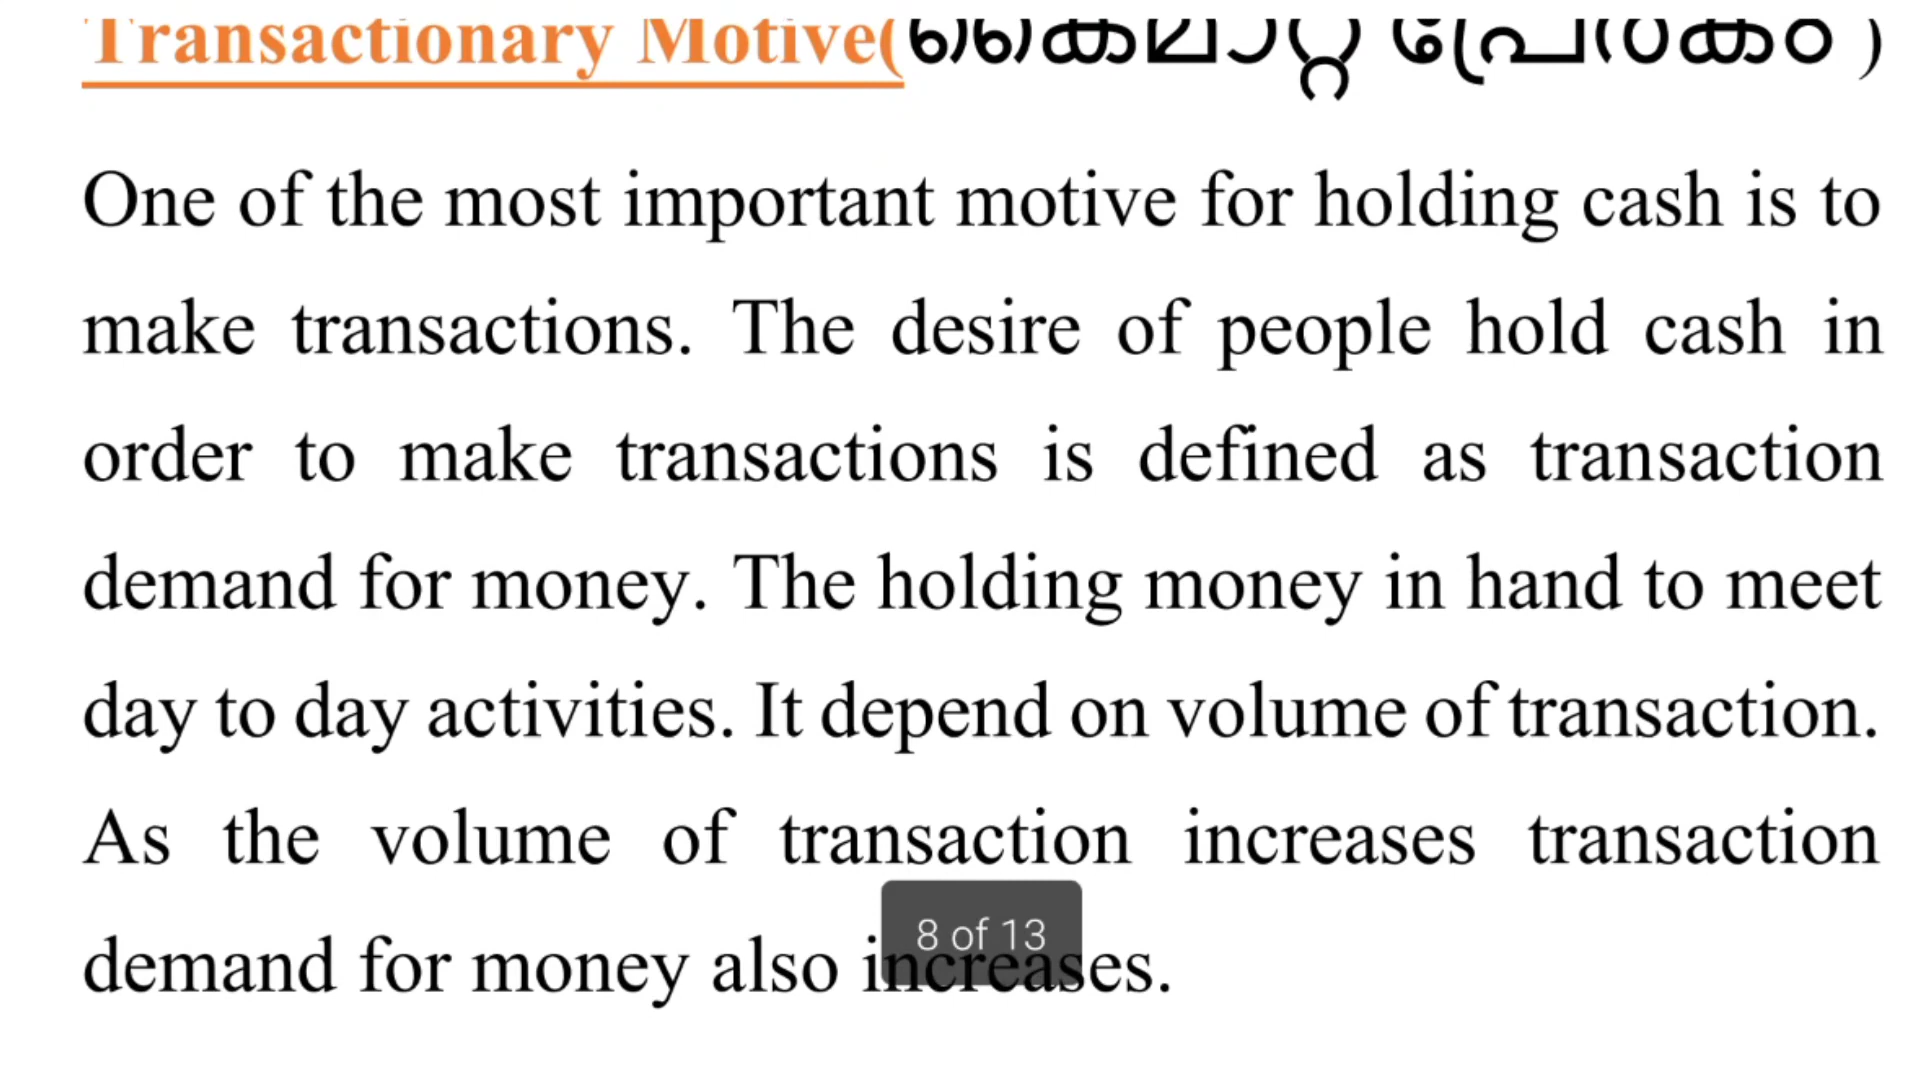 Transactionary Motive(കൈമാറ്റ പ്രേരകം )
One of the most important motive for holding cash is to
make transactions. The desire of people hold cash in
order to make transactions is defined as transaction
demand for money. The holding money in hand to meet
day to day activities. It depend on volume of transaction.
As the volume of transaction increases transaction
demand for money also increases.
8 of 13